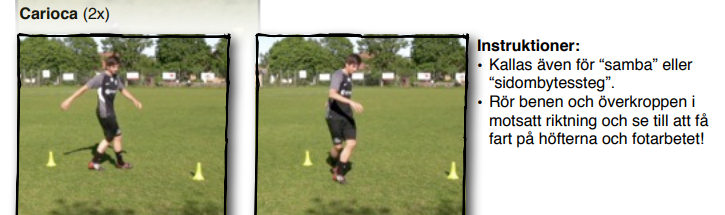 Carioca (2x)
Instruktioner:
• Kallas även för “samba” eller
“sidombytessteg”.
• Rör benen och överkroppen i
motsatt riktning och se till att få
fart på höfterna och fotarbetet!